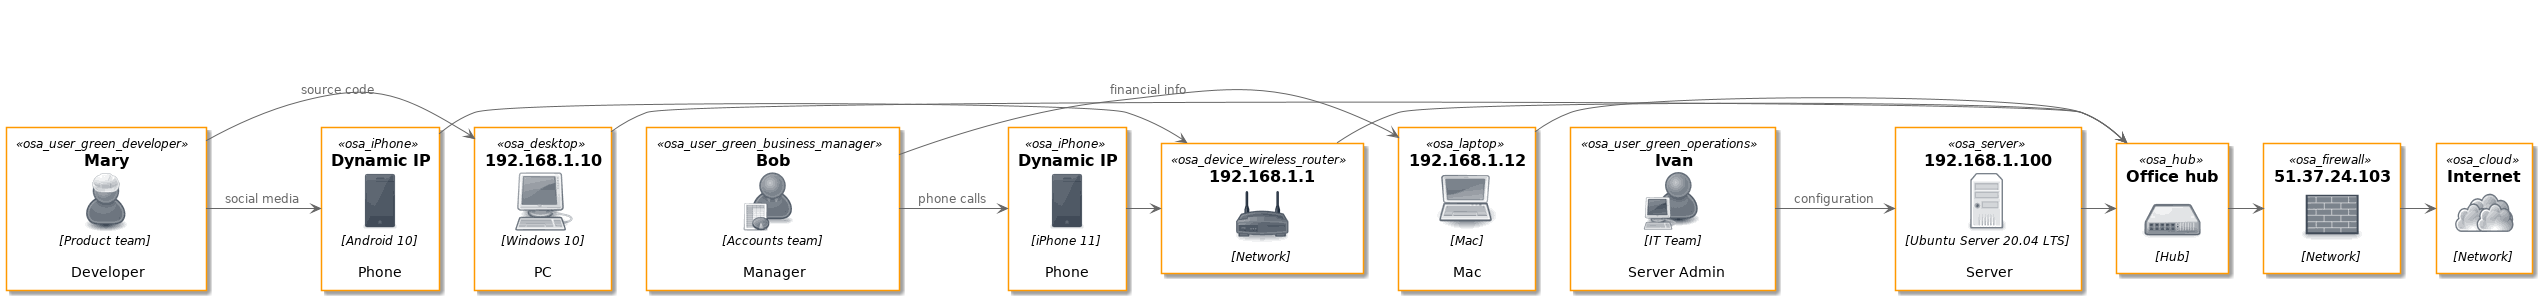 source code
financial info
«osa_user_green_developer»
Mary
[Product team]
Developer
social media
«osa_iPhone»
Dynamic IP
[Android 10]
Phone
«osa_desktop»
192.168.1.10
[Windows 10]
PC
«osa_user_green_business_manager»
Bob
[Accounts team]
Manager
phone calls
«osa_iPhone»
Dynamic IP
[iPhone 11]
Phone
«osa_device_wireless_router»
192.168.1.1
[Network]
«osa_laptop»
192.168.1.12
[Mac]
Mac
«osa_user_green_operations»
Ivan
[IT Team]
Server Admin
configuration
«osa_server»
192.168.1.100
[Ubuntu Server 20.04 LTS]
Server
«osa_hub»
Office hub
[Hub]
«osa_firewall»
51.37.24.103
[Network]
«osa_cloud»
Internet
[Network]